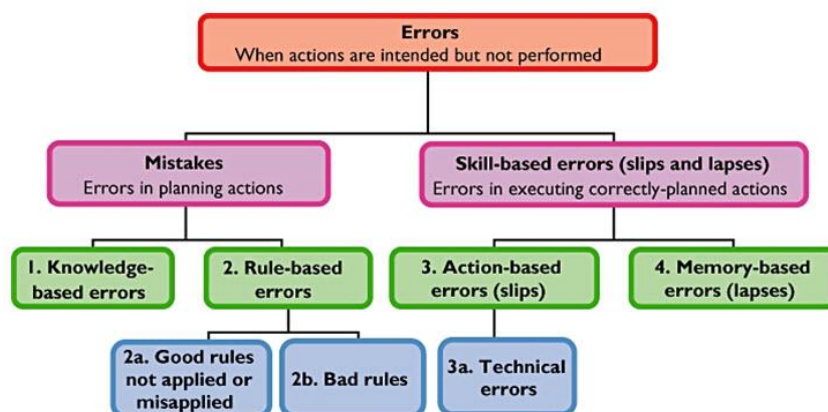 Errors
When actions are intended but not performed
Mistakes
Errors in planning actions
Skill-based errors (slips and lapses)
Errors in executing correctly-planned actions
1. Knowledge-
based errors
2. Rule-based
errors
3. Action-based
errors (slips)
4. Memory-based
errors (lapses)
2a. Good rules
not applied or
misapplied
2b. Bad rules
3a. Technical
errors